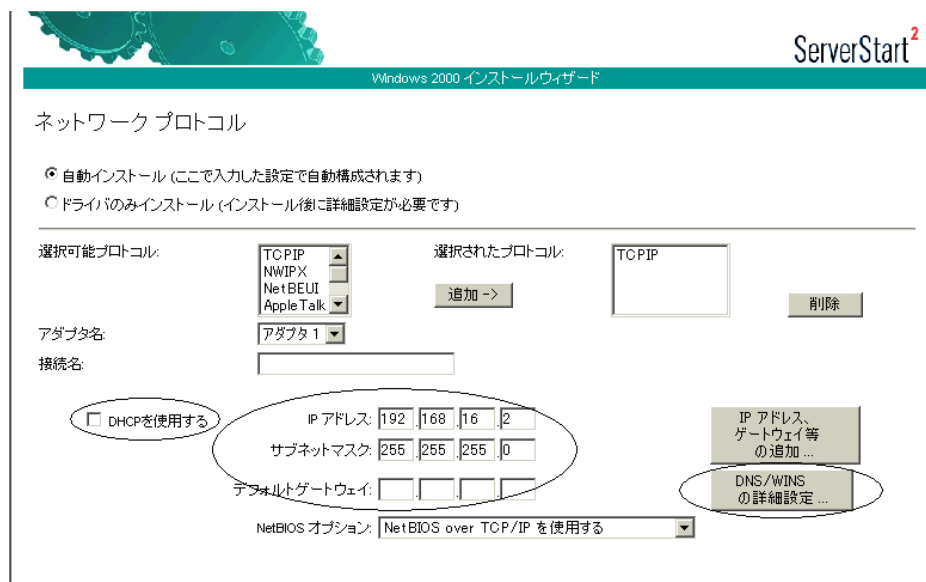 ServerStart2
Windows 2000 インストールウィザード
ネットワーク プロトコル
自動インストール (ここで入力した設定で自動構成されます)
ドライバのみインストール (インストール後に詳細設定が必要です)
選択可能プロトコル:
TCPIP
NWIPX
NetBEUI
AppleTalk
追加 ->
選択されたプロトコル:
TCPIP
削除
アダプタ名:
アダプタ 1
接続名:
DHCPを使用する
IP アドレス: 192 .168 .16 .2
サブネットマスク: 255 .255 .255 .0
デフォルトゲートウェイ: . . .
NetBIOS オプション: NetBIOS over TCP/IP を使用する
IP アドレス、
ゲートウェイ等
の追加 ...
DNS/WINS
の詳細設定 ...